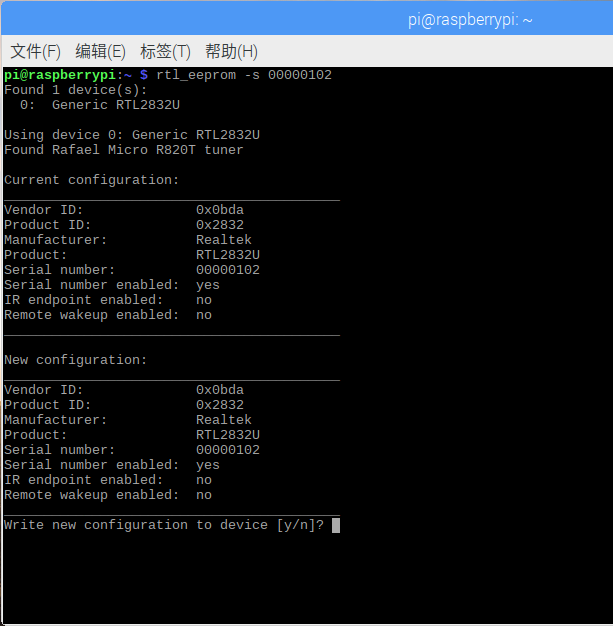 pi@raspberrypi: ~
文件(F) 编辑(E) 标签(T) 帮助(H)
pi@raspberrypi:~ $ rtl_eeprom -s 00000102
Found 1 device(s):
  0:  Generic RTL2832U

Using device 0: Generic RTL2832U
Found Rafael Micro R820T tuner

Current configuration:
__________________________________________
Vendor ID:              0x0bda
Product ID:             0x2832
Manufacturer:           Realtek
Product:                RTL2832U
Serial number:          00000102
Serial number enabled:  yes
IR endpoint enabled:    no
Remote wakeup enabled:  no
__________________________________________

New configuration:
__________________________________________
Vendor ID:              0x0bda
Product ID:             0x2832
Manufacturer:           Realtek
Product:                RTL2832U
Serial number:          00000102
Serial number enabled:  yes
IR endpoint enabled:    no
Remote wakeup enabled:  no
__________________________________________
Write new configuration to device [y/n]?